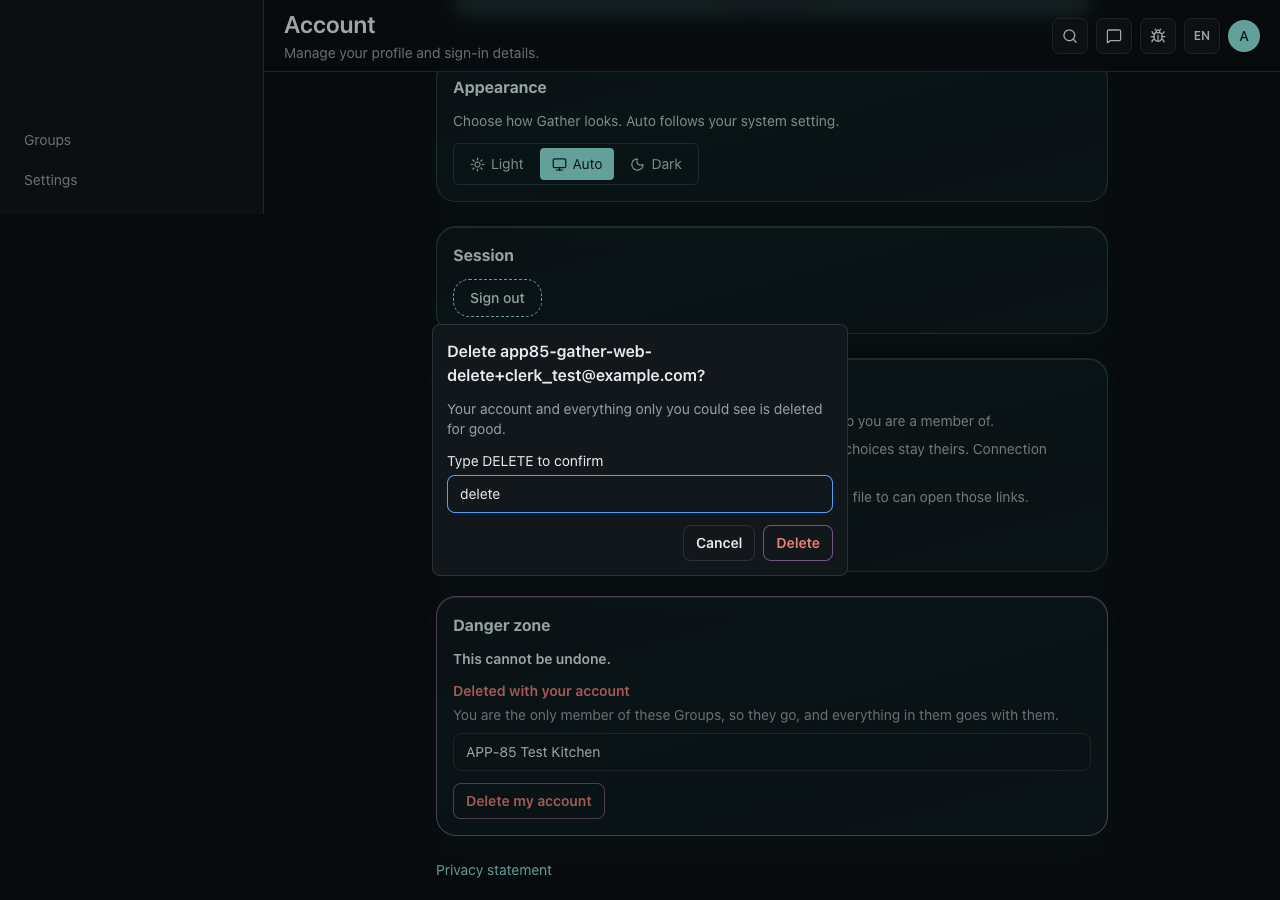 Account
Manage your profile and sign-in details.
EN
A
Groups
Settings
Appearance
Choose how Gather looks. Auto follows your system setting.
Light
Auto
Dark
Session
Sign out
Delete app85-gather-web-
delete+clerk_test@example.com?
Your account and everything only you could see is deleted
for good.
Type DELETE to confirm
delete
Cancel
Delete
you are a member of.
choices stay theirs. Connection
file to can open those links.
Danger zone
This cannot be undone.
Deleted with your account
You are the only member of these Groups, so they go, and everything in them goes with them.
APP-85 Test Kitchen
Delete my account
Privacy statement